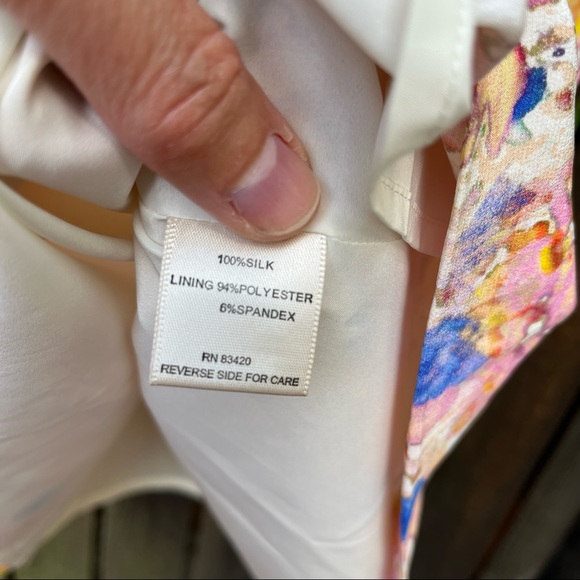 100%SILK
LINING 94%POLYESTER
6%SPANDEX
RN 83420
REVERSE SIDE FOR CARE